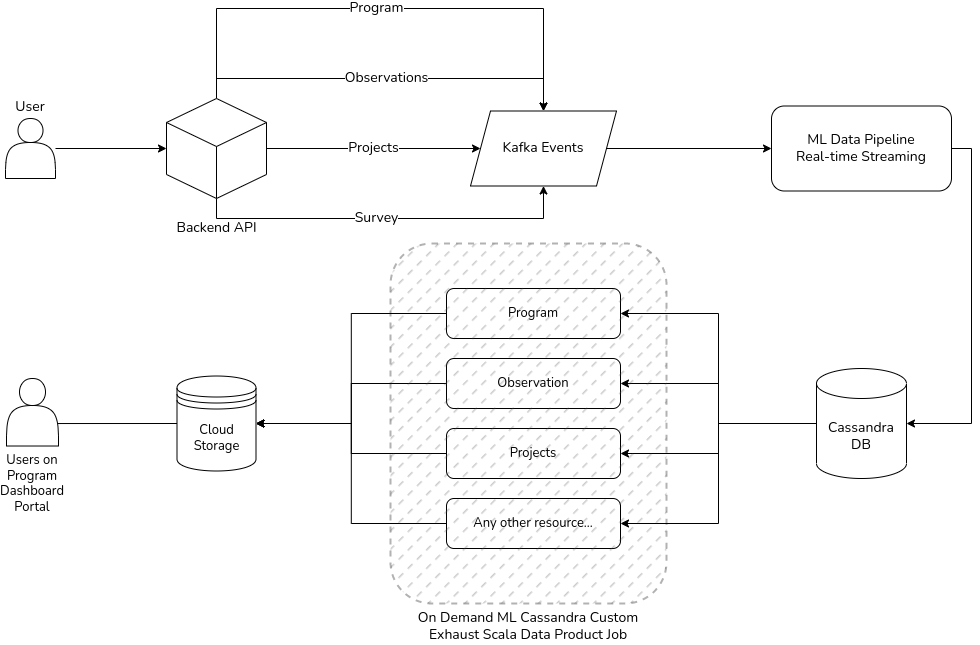 Program
Observations
User
Projects
Kafka Events
ML Data Pipeline
Real-time Streaming
Survey
Backend API
Program
Observation
Projects
Any other resource...
Cloud
Storage
Cassandra
DB
Users on
Program
Dashboard
Portal
On Demand ML Cassandra Custom
Exhaust Scala Data Product Job